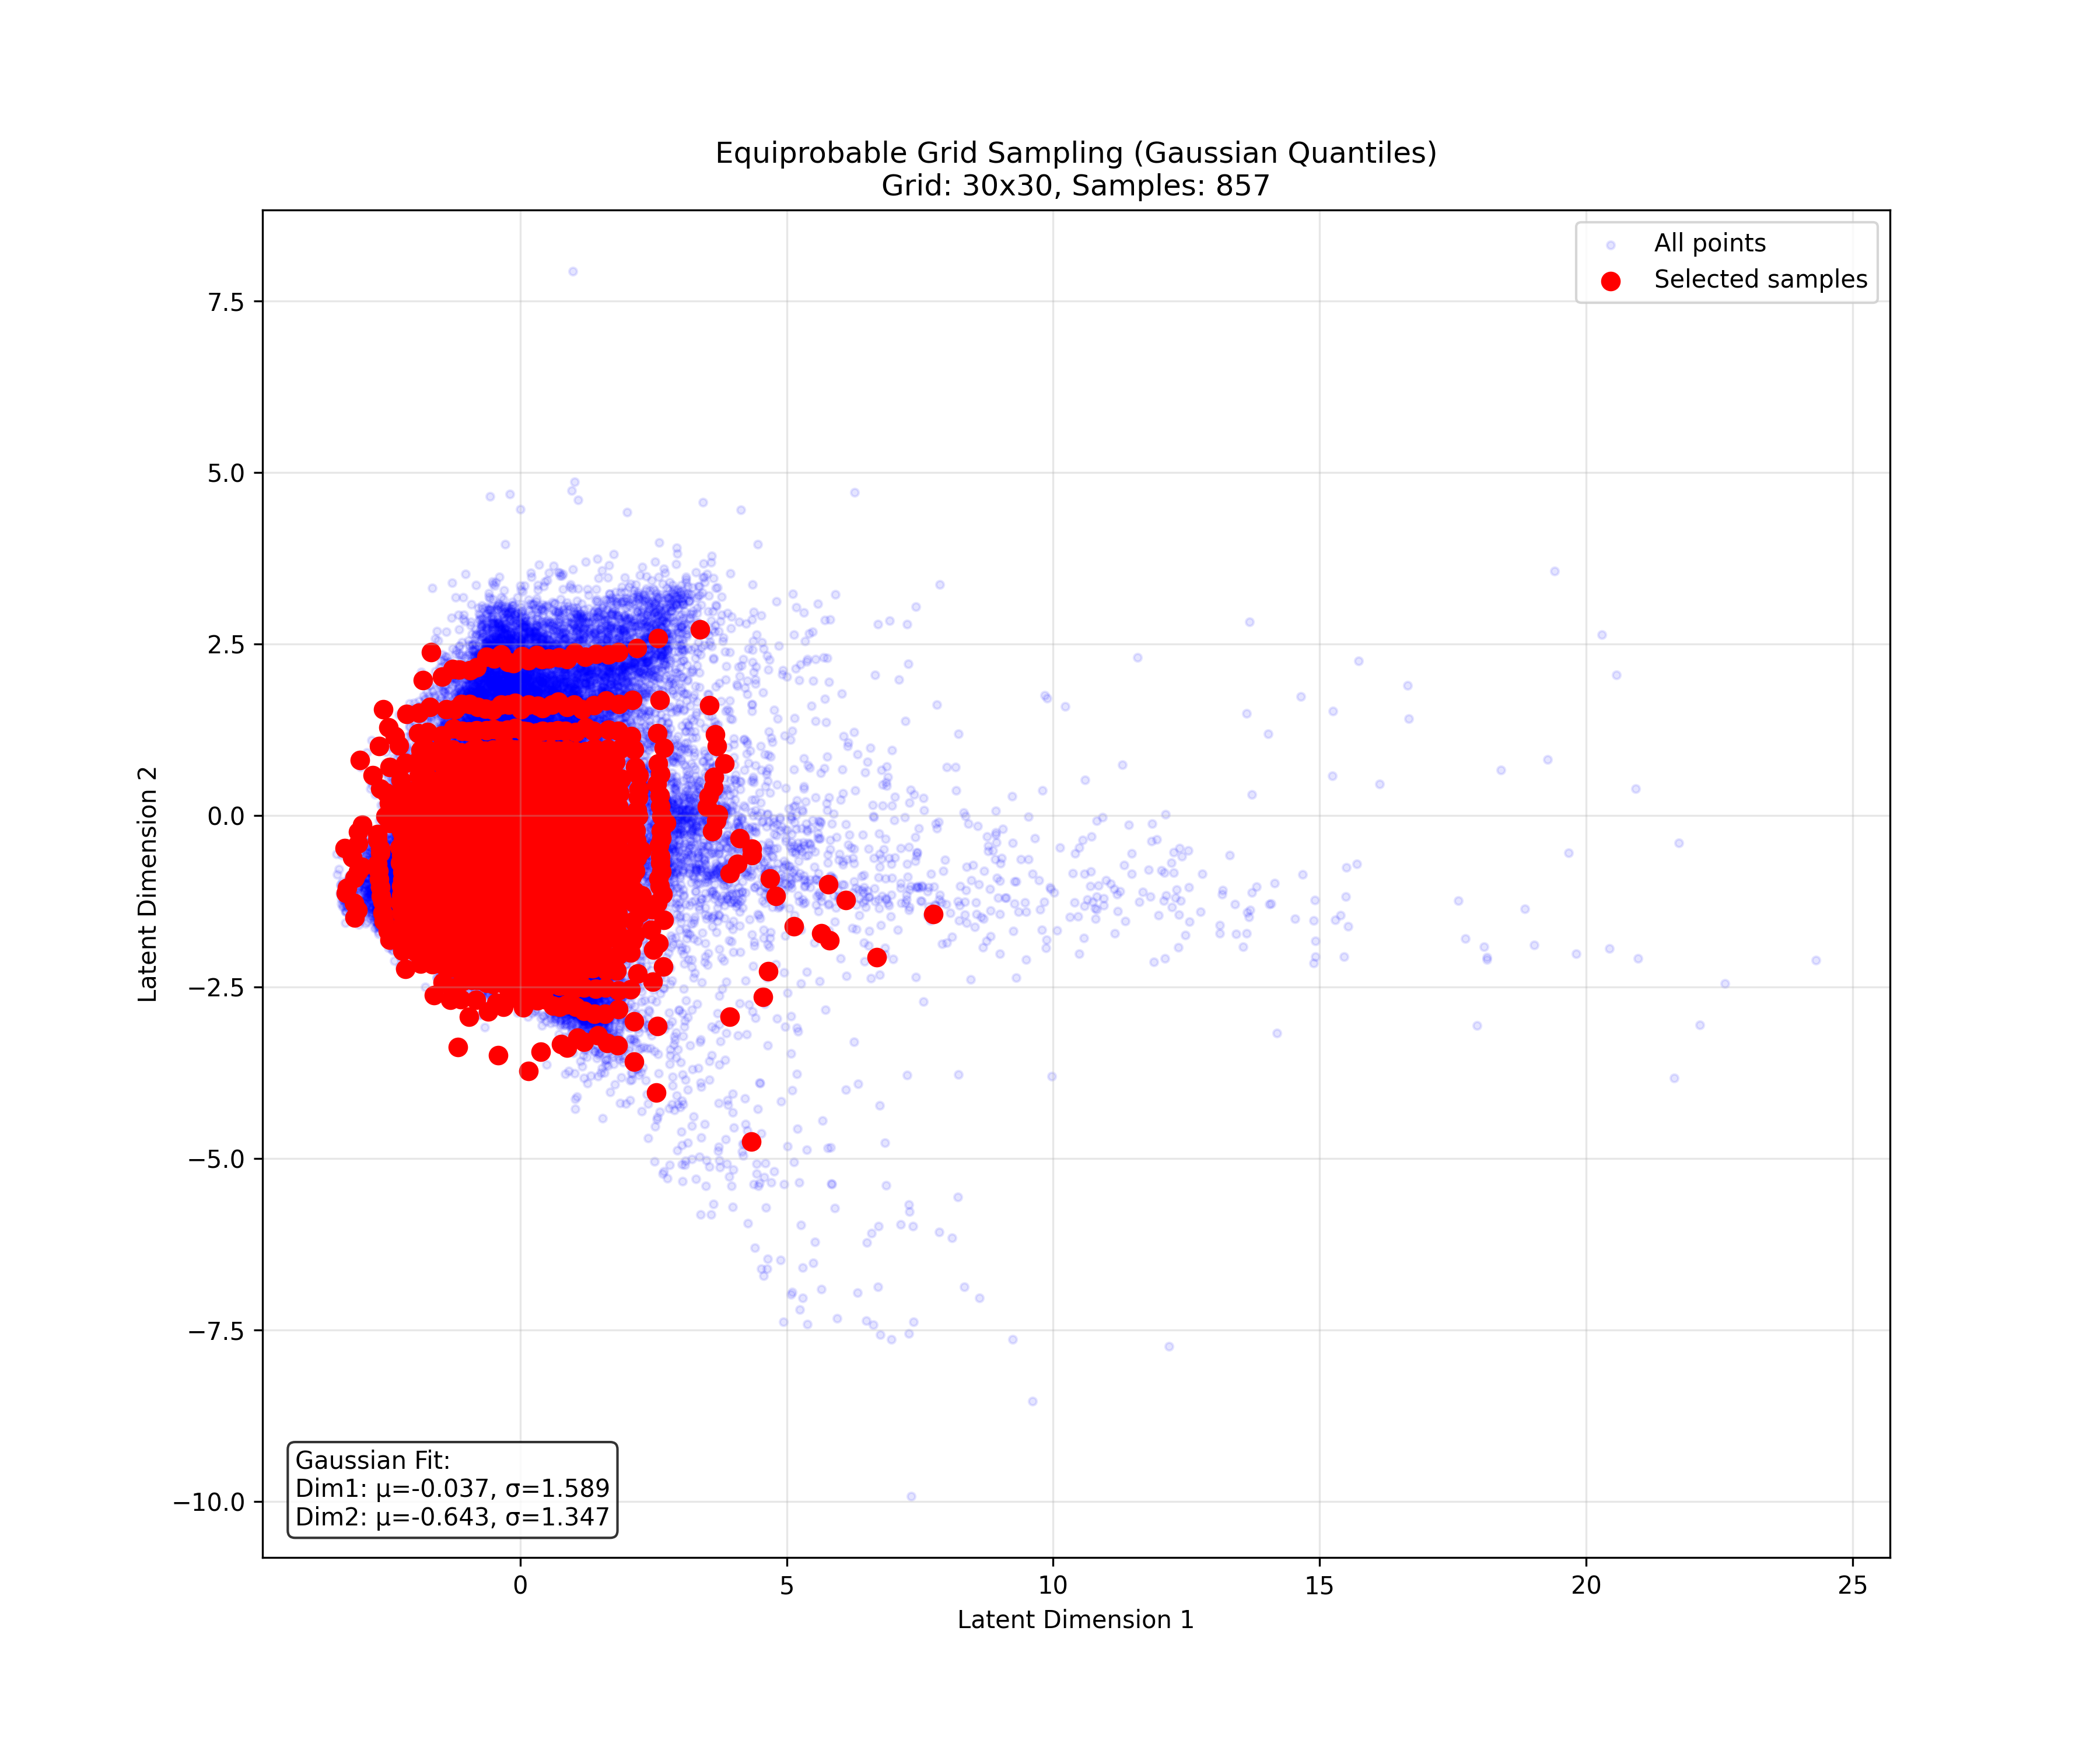 Equiprobable Grid Sampling (Gaussian Quantiles)
Grid: 30x30, Samples: 857
All points
Selected samples
7.5
5.0
2.5
0.0
−2.5
−5.0
−7.5
−10.0
Latent Dimension 2
Gaussian Fit:
Dim1: μ=-0.037, σ=1.589
Dim2: μ=-0.643, σ=1.347
0 5 10 15 20 25
Latent Dimension 1